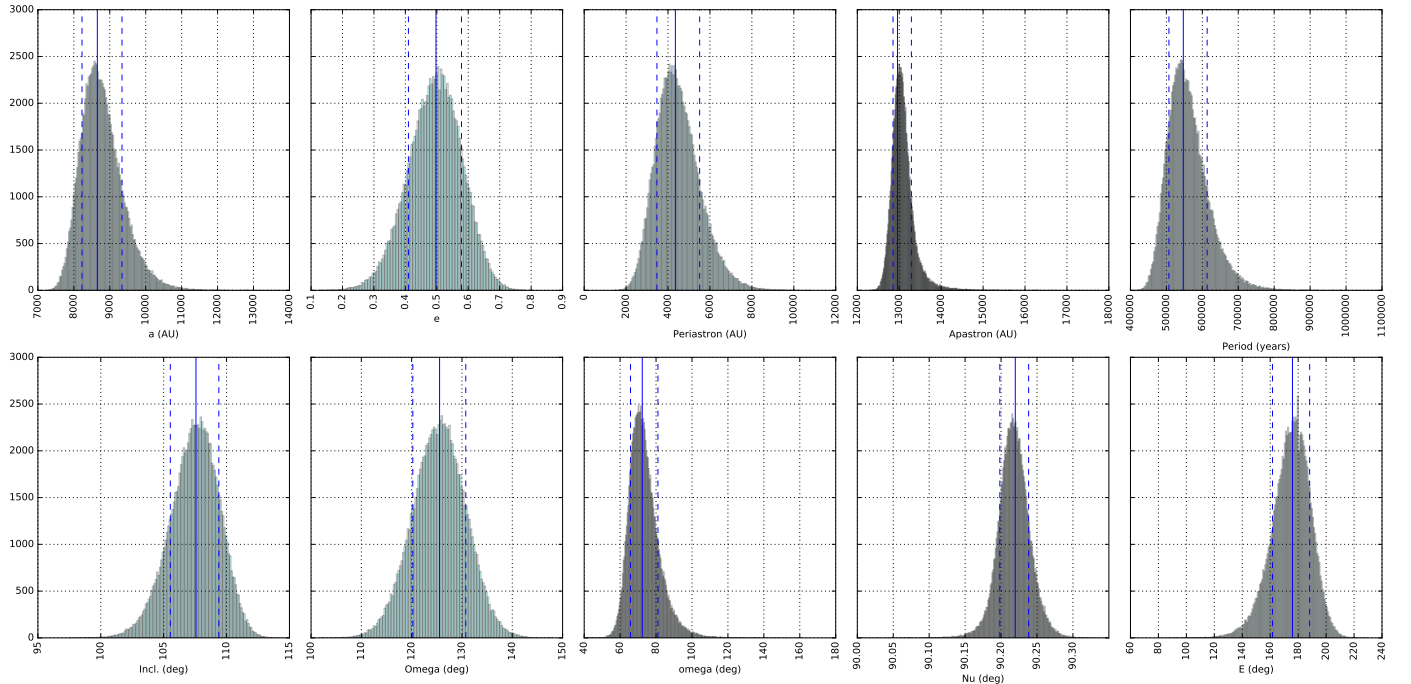 3000
2500
2000
1500
1000
500
0
7000 8000 9000 10000 11000 12000 13000 14000
a (AU)
0.1 0.2 0.3 0.4 0.5 0.6 0.7 0.8 0.9
e
0 2000 4000 6000 8000 10000 12000
Periastron (AU)
12000 13000 14000 15000 16000 17000 18000
Apastron (AU)
400000 500000 600000 700000 800000 900000 1000000 1100000
Period (years)
3000
2500
2000
1500
1000
500
0
95 100 105 110 115
Incl. (deg)
100 110 120 130 140 150
Omega (deg)
40 60 80 100 120 140 160 180
omega (deg)
90.00 90.05 90.10 90.15 90.20 90.25 90.30
Nu (deg)
60 80 100 120 140 160 180 200 220 240
E (deg)